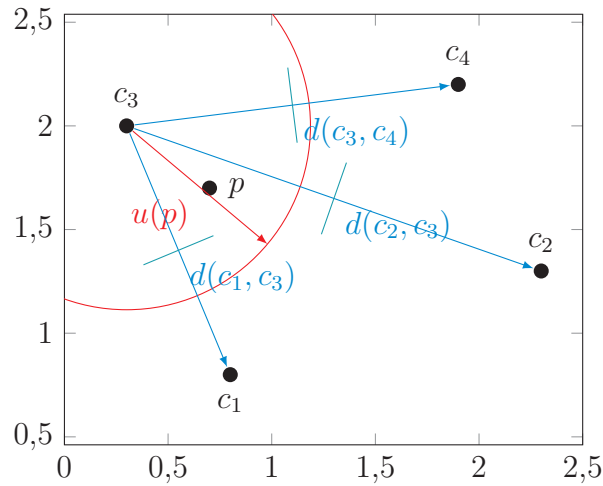 2,5
c₄
c₃
2
d(c₃, c₄)
p
u(p)
1,5
d(c₂, c₃)
c₂
d(c₁, c₃)
1
c₁
0,5
0 0,5 1 1,5 2 2,5